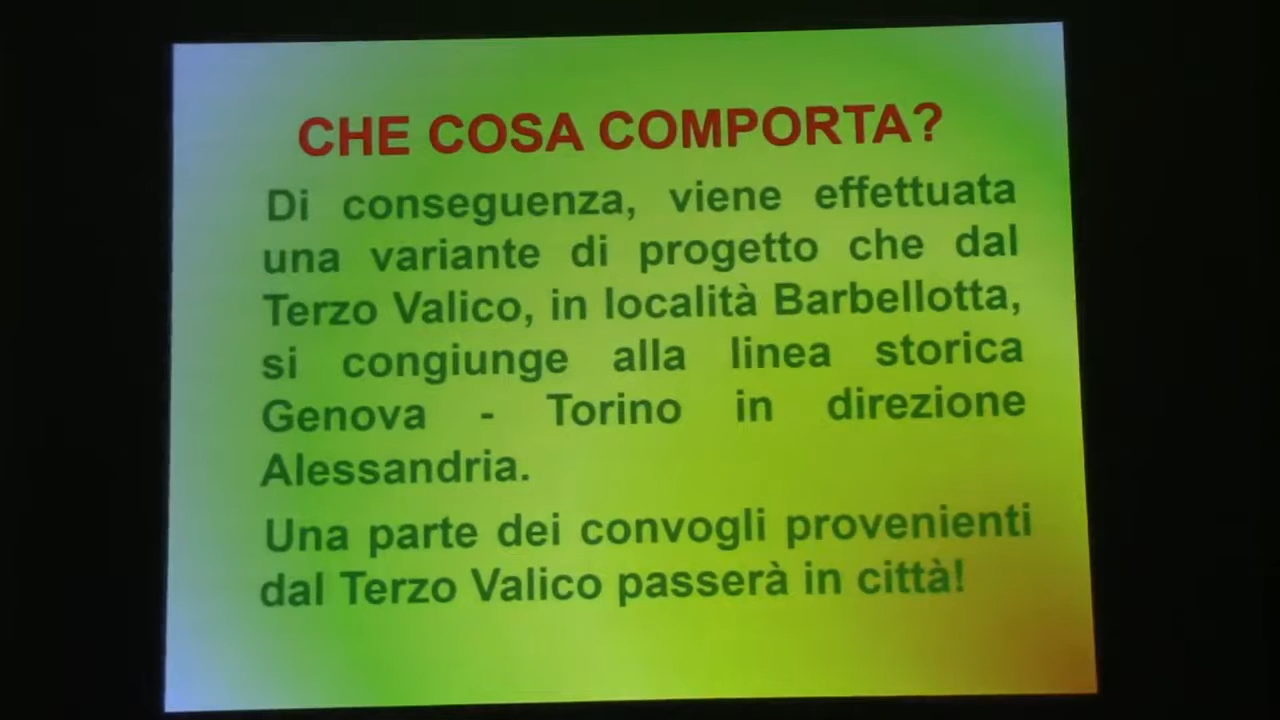 CHE COSA COMPORTA?
Di conseguenza, viene effettuata
una variante di progetto che dal
Terzo Valico, in località Barbellotta,
si congiunge alla linea storica
Genova - Torino in direzione
Alessandria.
Una parte dei convogli provenienti
dal Terzo Valico passerà in città!